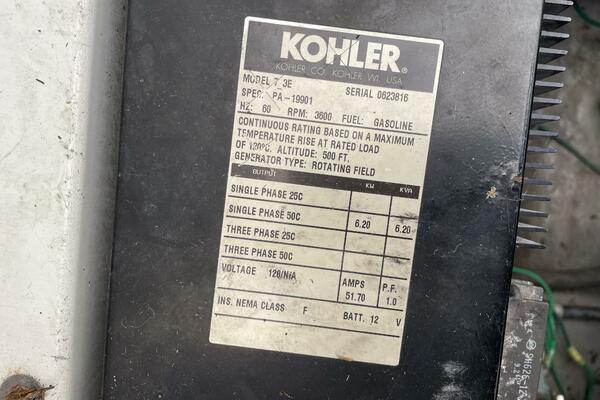 KOHLER®
KOHLER CO. KOHLER, WI. USA
MODEL 7.3E SERIAL 0623816
SPEC. PA-19901
HZ: 60 RPM: 3600 FUEL: GASOLINE
CONTINUOUS RATING BASED ON A MAXIMUM
TEMPERATURE RISE AT RATED LOAD
OF 120°C. ALTITUDE: 500 FT.
GENERATOR TYPE: ROTATING FIELD
OUTPUT KW KVA
SINGLE PHASE 25C
SINGLE PHASE 50C 6.20 6.20
THREE PHASE 25C
THREE PHASE 50C
VOLTAGE 120/N/A AMPS 51.70 P.F. 1.0
INS. NEMA CLASS F BATT. 12 V